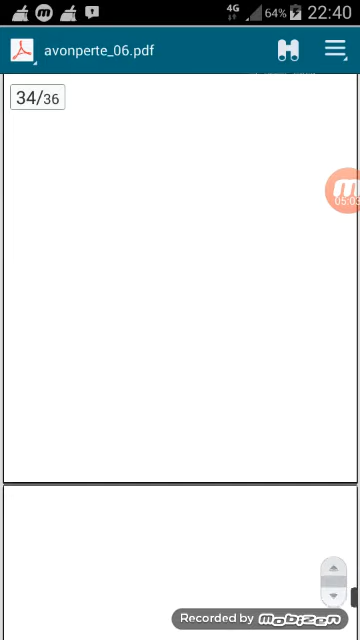 4G 64% 22:40
avonperte_06.pdf
34/36
m
05:03
Recorded by mobizen